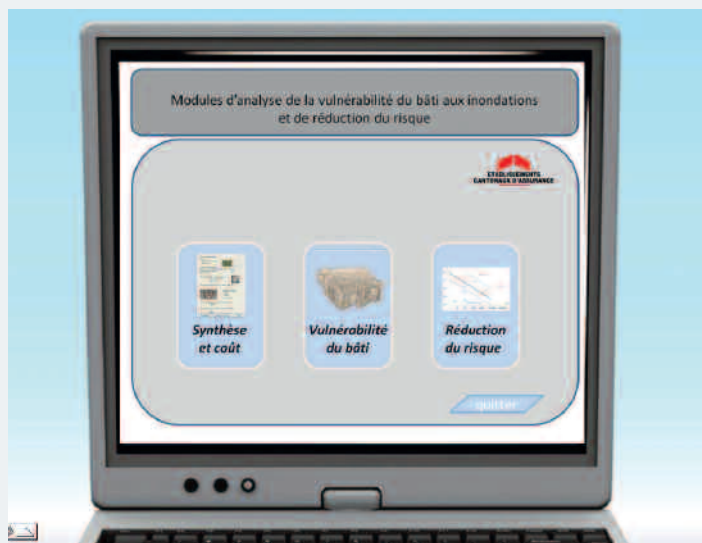 Modules d'analyse de la vulnérabilité du bâti aux inondations
et de réduction du risque
ETABLISSEMENTS
CANTONAUX D'ASSURANCE
Synthèse
et coût
Vulnérabilité
du bâti
Réduction
du risque
quitter